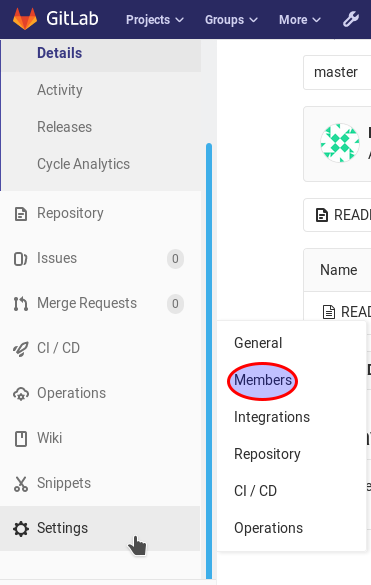 GitLab Projects Groups More
Details
master
Activity
Releases
Cycle Analytics
Repository
READ
Issues 0
Name
Merge Requests 0
READ
CI / CD
General
Members
Operations
Integrations
Wiki
Repository
Snippets
CI / CD
Settings
Operations